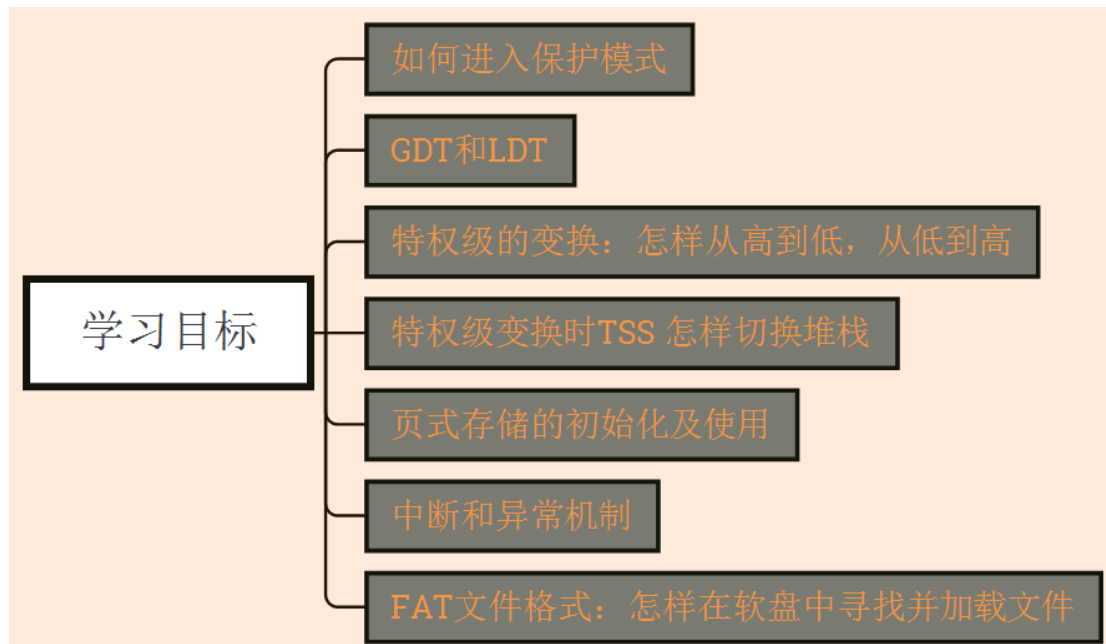 学习目标
如何进入保护模式
GDT和LDT
特权级的变换：怎样从高到低，从低到高
特权级变换时TSS 怎样切换堆栈
页式存储的初始化及使用
中断和异常机制
FAT文件格式：怎样在软盘中寻找并加载文件